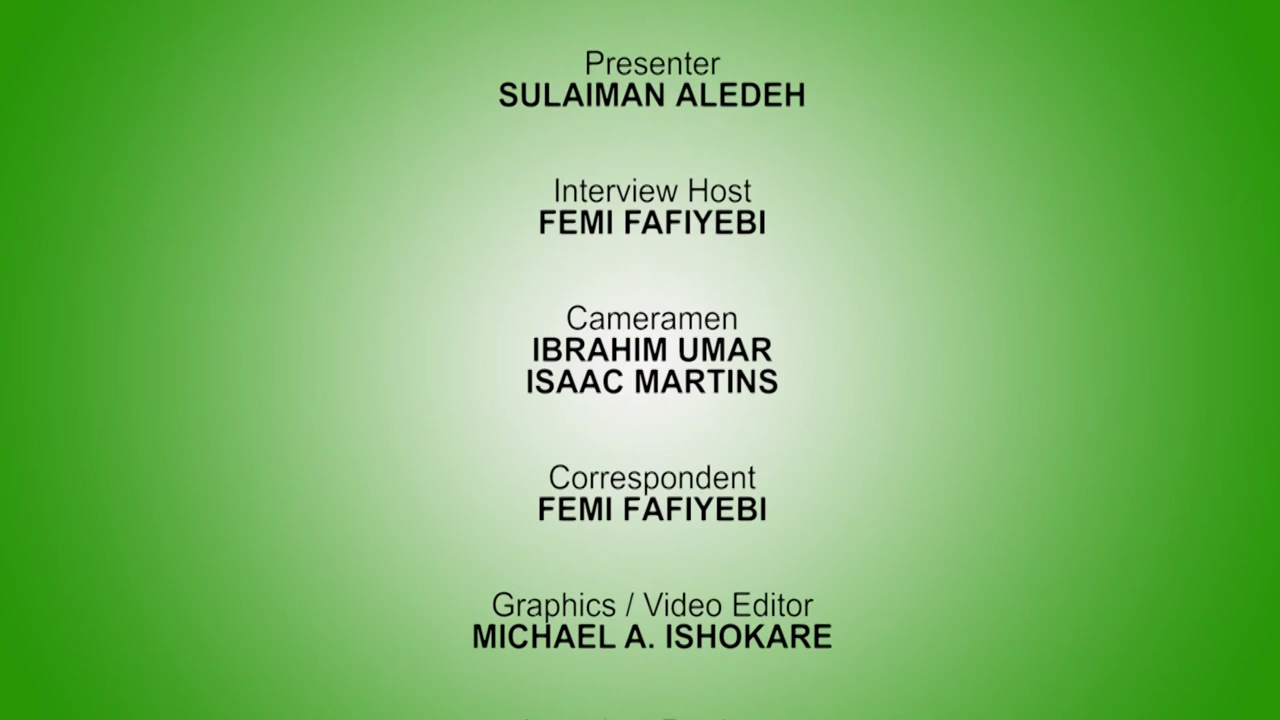 Presenter
SULAIMAN ALEDEH
Interview Host
FEMI FAFIYEBI
Cameramen
IBRAHIM UMAR
ISAAC MARTINS
Correspondent
FEMI FAFIYEBI
Graphics / Video Editor
MICHAEL A. ISHOKARE